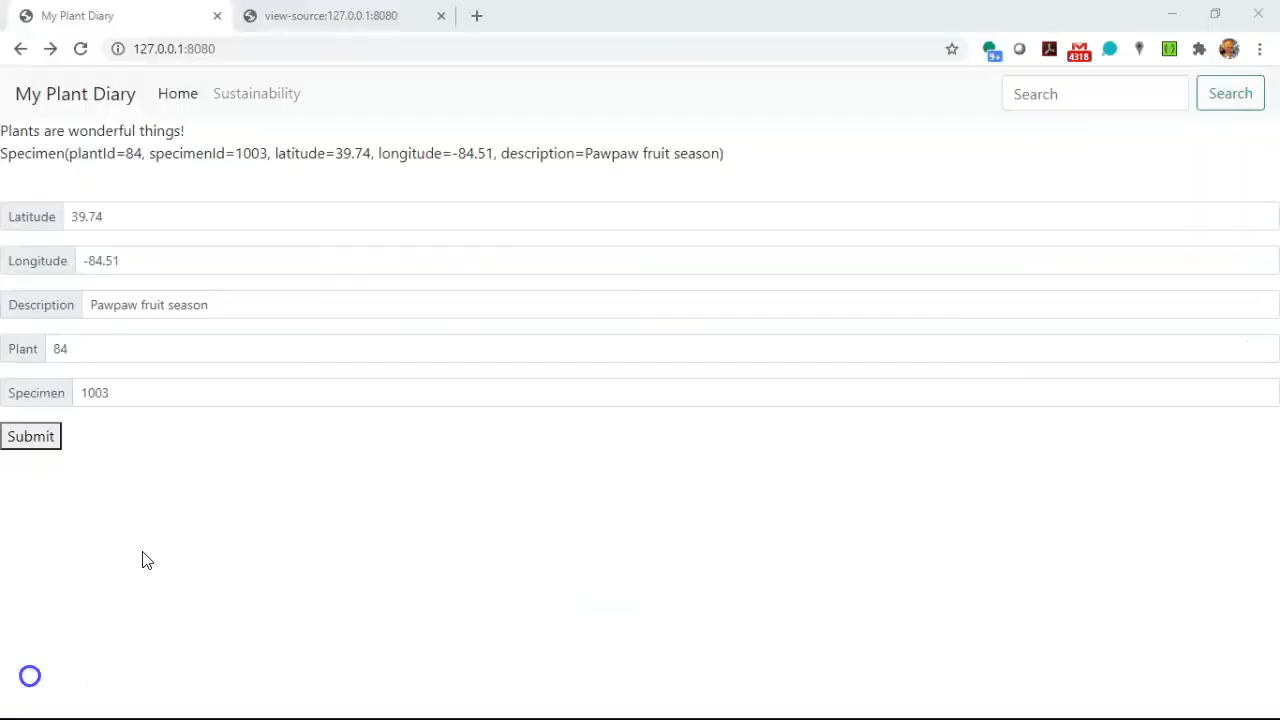 My Plant Diary
view-source:127.0.0.1:8080
127.0.0.1:8080
9+
4318
My Plant Diary Home Sustainability Search Search
Plants are wonderful things!
Specimen(plantId=84, specimenId=1003, latitude=39.74, longitude=-84.51, description=Pawpaw fruit season)
Latitude 39.74
Longitude -84.51
Description Pawpaw fruit season
Plant 84
Specimen 1003
Submit